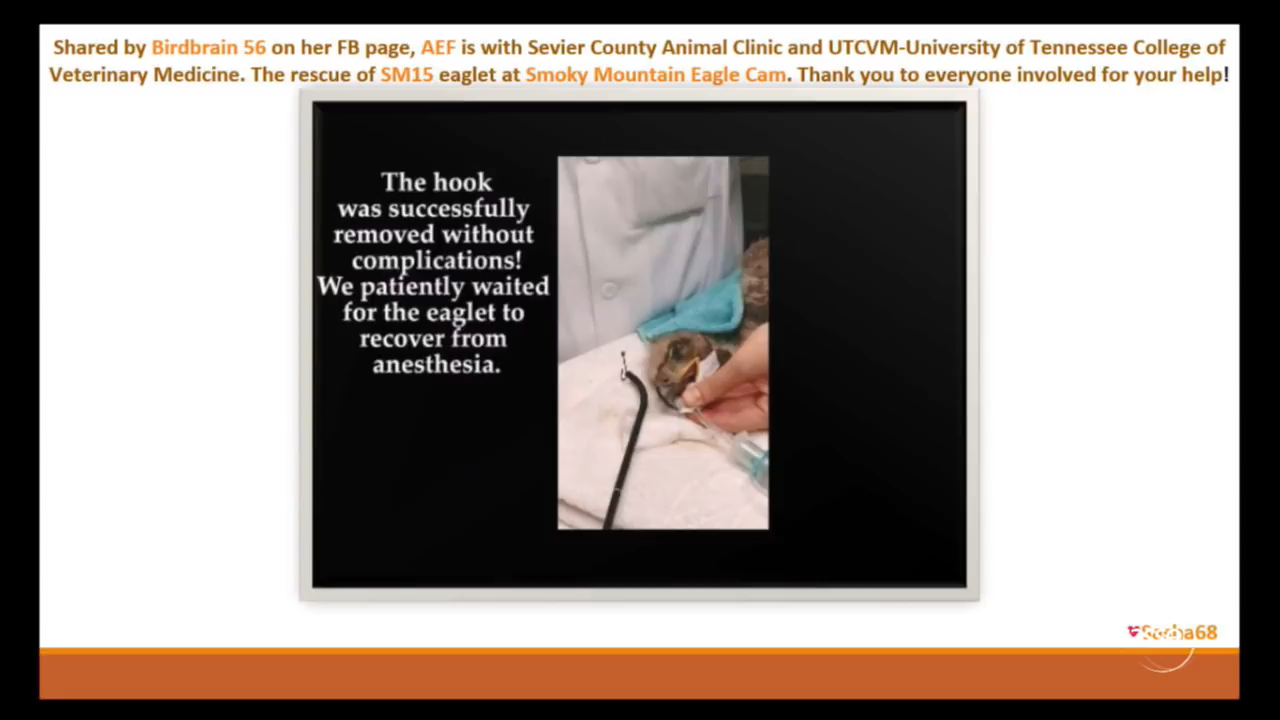 Shared by Birdbrain 56 on her FB page, AEF is with Sevier County Animal Clinic and UTCVM-University of Tennessee College of
Veterinary Medicine. The rescue of SM15 eaglet at Smoky Mountain Eagle Cam. Thank you to everyone involved for your help!
The hook
was successfully
removed without
complications!
We patiently waited
for the eaglet to
recover from
anesthesia.